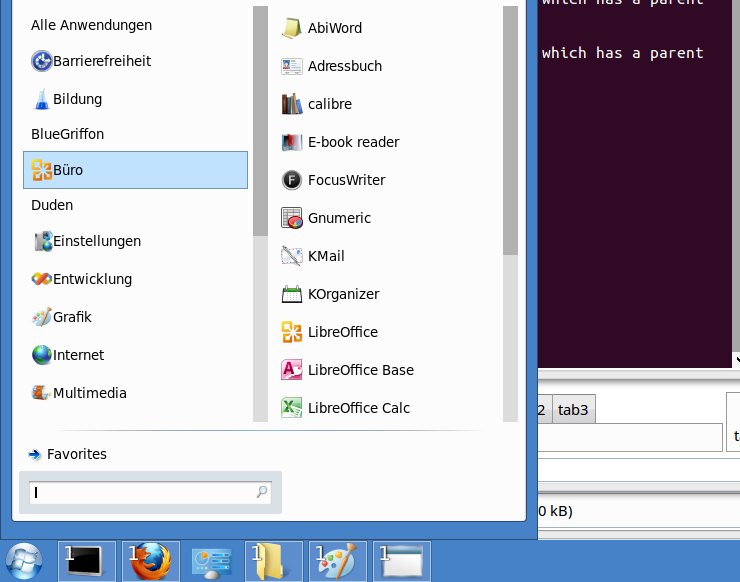 which has a parent
which has a parent
Alle Anwendungen
Barrierefreiheit
Bildung
BlueGriffon
Büro
Duden
Einstellungen
Entwicklung
Grafik
Internet
Multimedia
AbiWord
Adressbuch
calibre
E-book reader
FocusWriter
Gnumeric
KMail
KOrganizer
LibreOffice
LibreOffice Base
LibreOffice Calc
Favorites
2 tab3
t
0 kB)
1 1 1 1 1